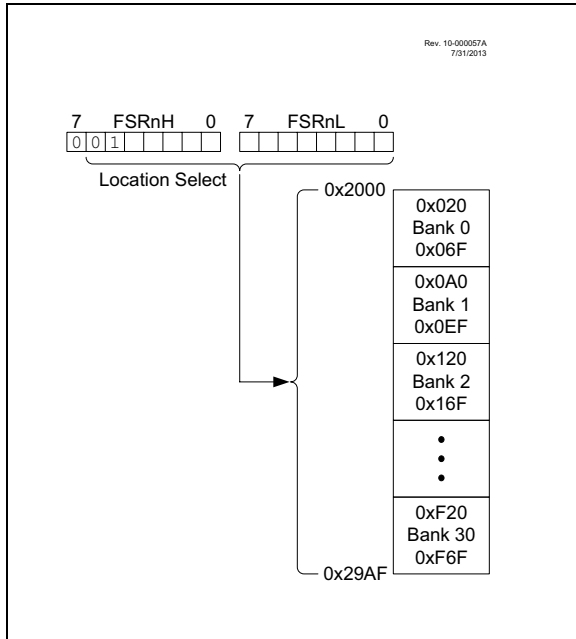 Rev. 10-000057A
7/31/2013
7 FSRnH 0 7 FSRnL 0
0 0 1
Location Select
0x2000
0x020
Bank 0
0x06F
0x0A0
Bank 1
0x0EF
0x120
Bank 2
0x16F
0xF20
Bank 30
0xF6F
0x29AF